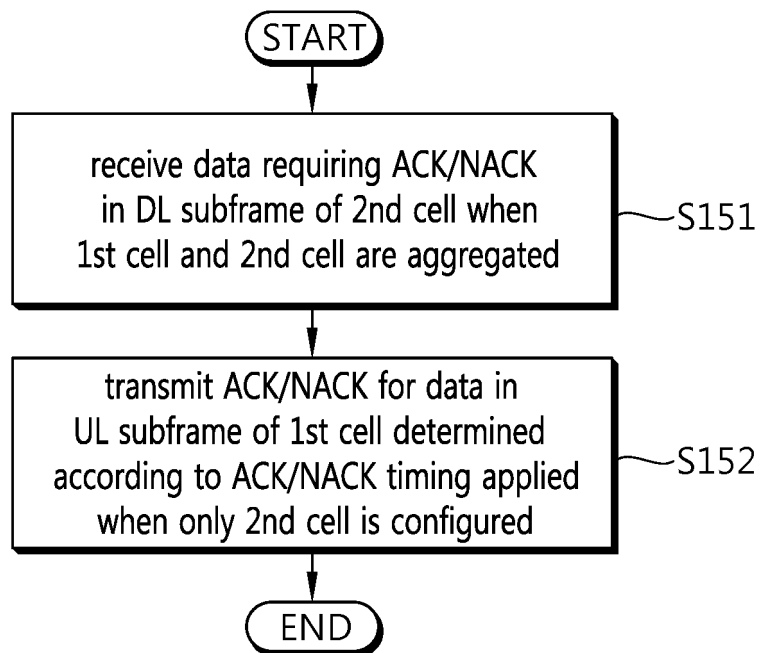 START
receive data requiring ACK/NACK
in DL subframe of 2nd cell when
1st cell and 2nd cell are aggregated
S151
transmit ACK/NACK for data in
UL subframe of 1st cell determined
according to ACK/NACK timing applied
when only 2nd cell is configured
S152
END